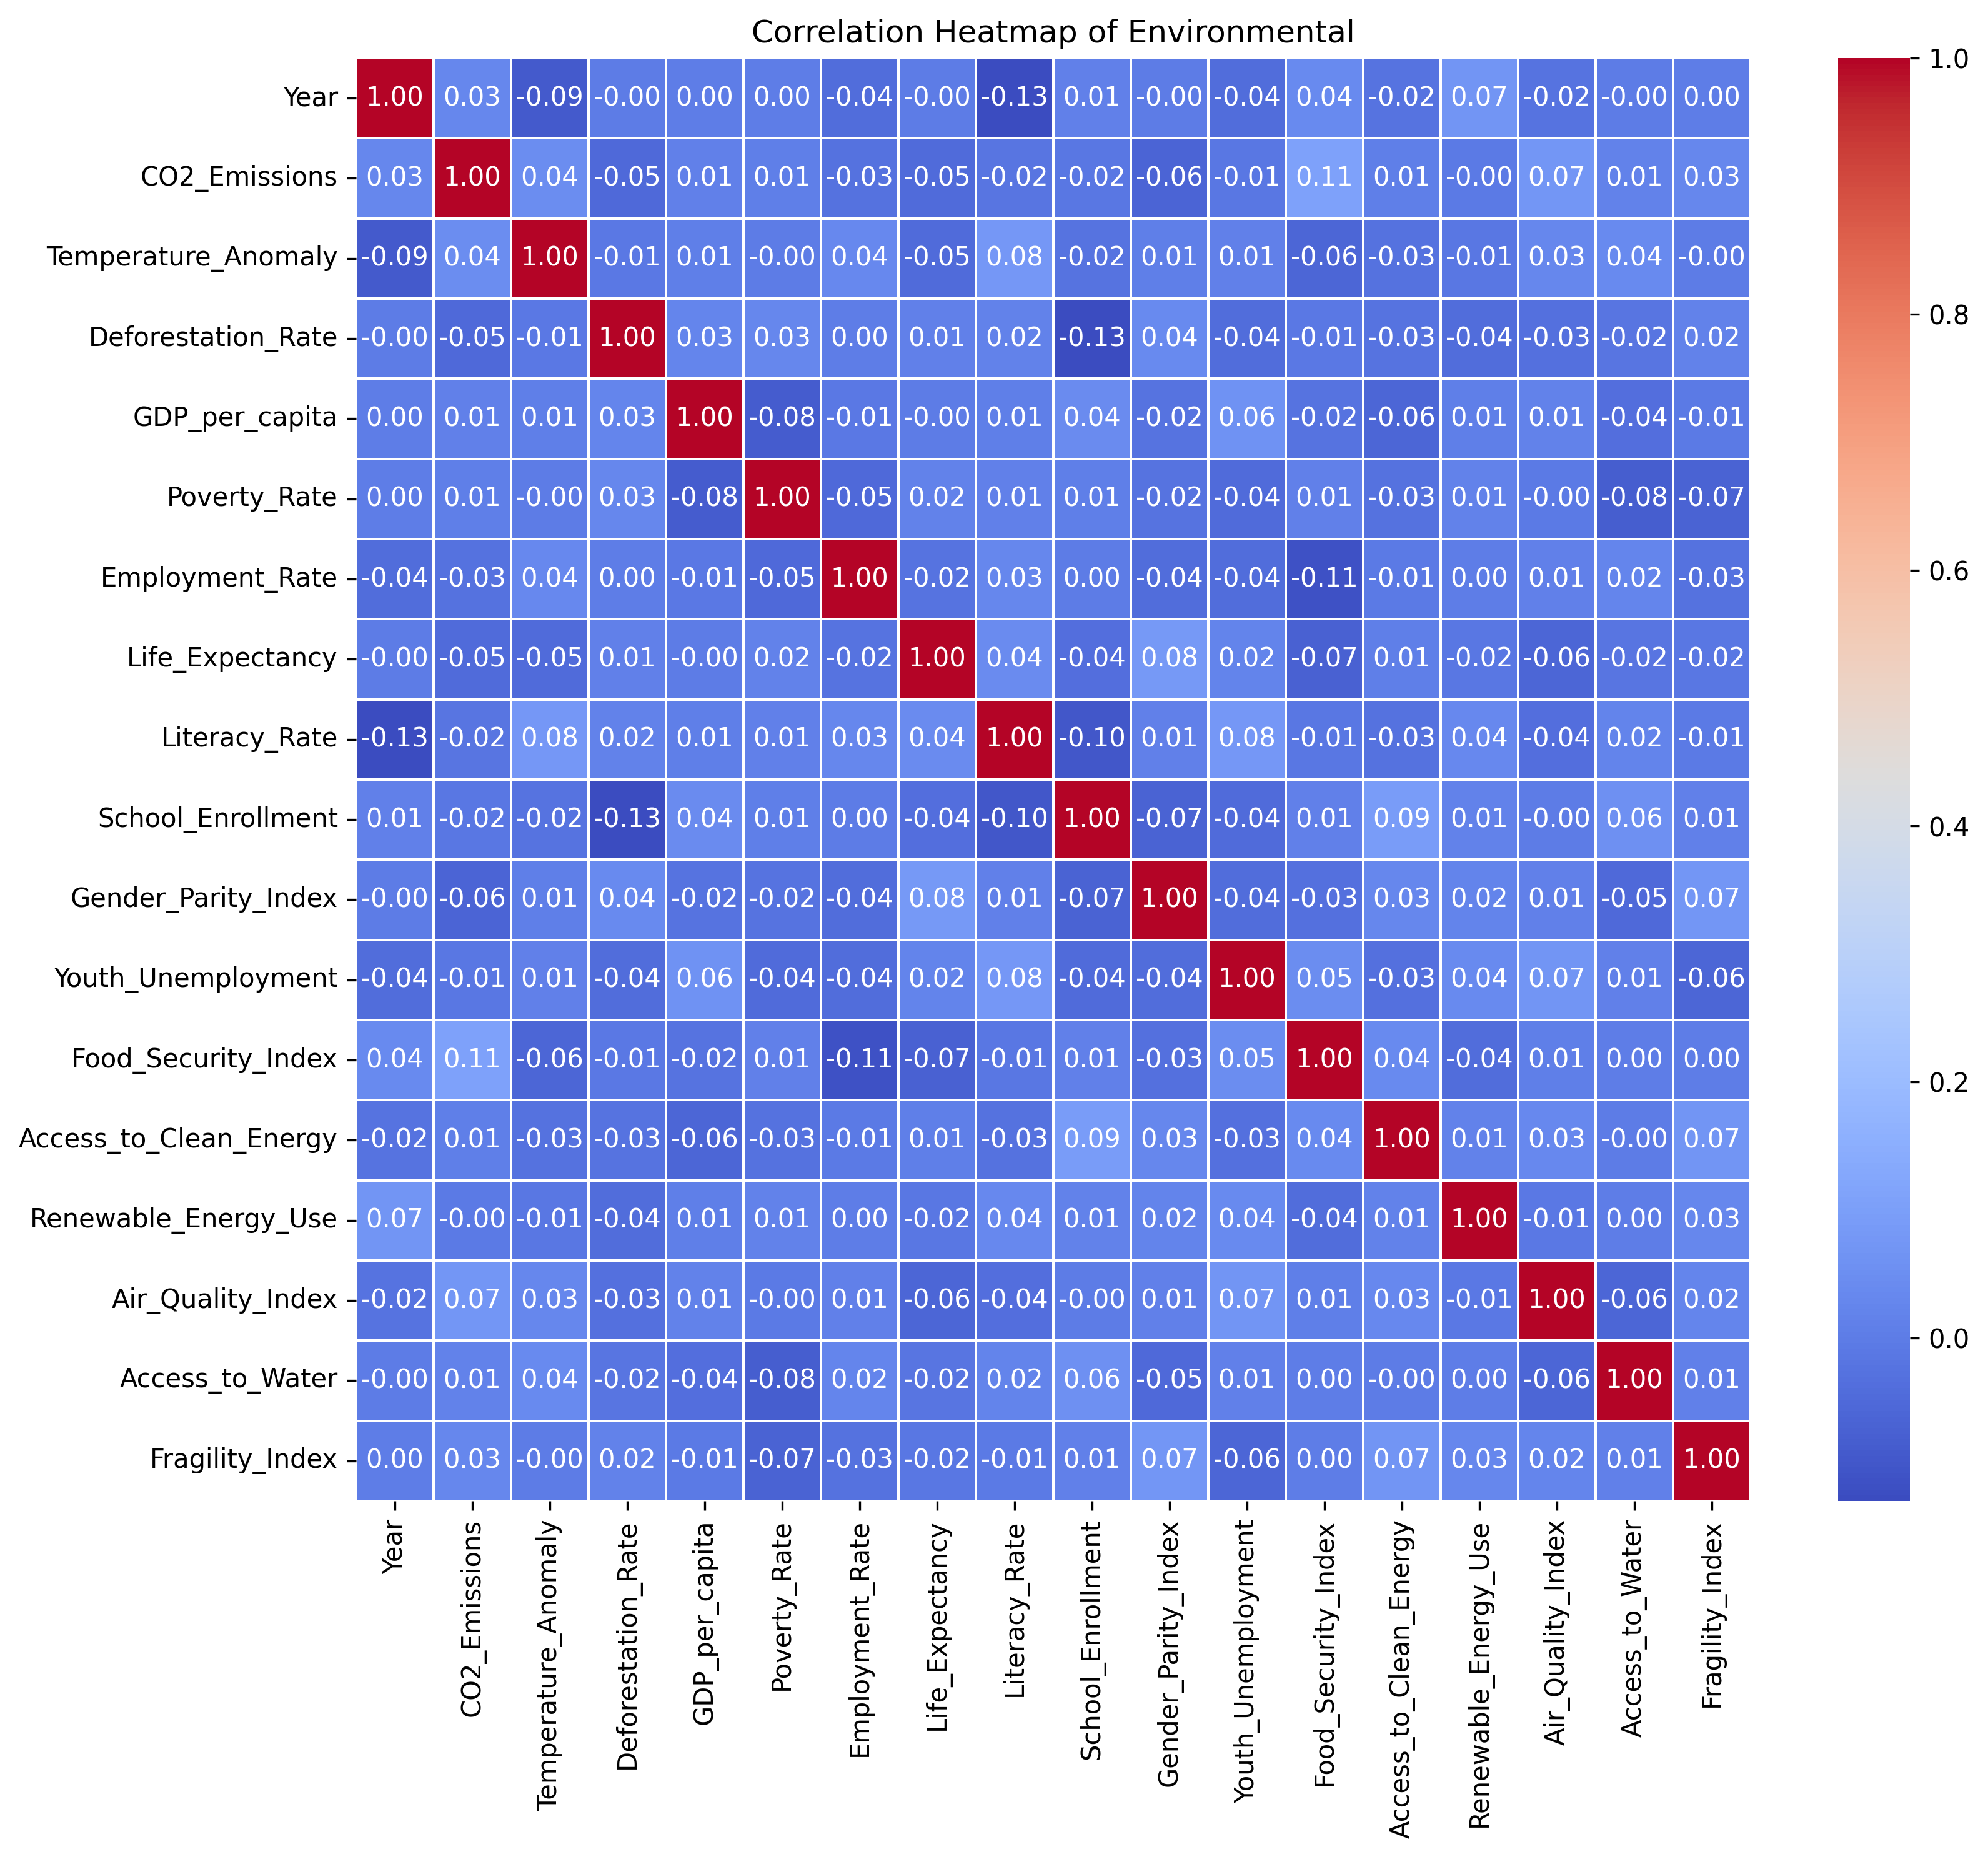 Correlation Heatmap of Environmental
Year 1.00 0.03 -0.09 -0.00 0.00 0.00 -0.04 -0.00 -0.13 0.01 -0.00 -0.04 0.04 -0.02 0.07 -0.02 -0.00 0.00
CO2_Emissions 0.03 1.00 0.04 -0.05 0.01 0.01 -0.03 -0.05 -0.02 -0.02 -0.06 -0.01 0.11 0.01 -0.00 0.07 0.01 0.03
Temperature_Anomaly -0.09 0.04 1.00 -0.01 0.01 -0.00 0.04 -0.05 0.08 -0.02 0.01 0.01 -0.06 -0.03 -0.01 0.03 0.04 -0.00
Deforestation_Rate -0.00 -0.05 -0.01 1.00 0.03 0.03 0.00 0.01 0.02 -0.13 0.04 -0.04 -0.01 -0.03 -0.04 -0.03 -0.02 0.02
GDP_per_capita 0.00 0.01 0.01 0.03 1.00 -0.08 -0.01 -0.00 0.01 0.04 -0.02 0.06 -0.02 -0.06 0.01 0.01 -0.04 -0.01
Poverty_Rate 0.00 0.01 -0.00 0.03 -0.08 1.00 -0.05 0.02 0.01 0.01 -0.02 -0.04 0.01 -0.03 0.01 -0.00 -0.08 -0.07
Employment_Rate -0.04 -0.03 0.04 0.00 -0.01 -0.05 1.00 -0.02 0.03 0.00 -0.04 -0.04 -0.11 -0.01 0.00 0.01 0.02 -0.03
Life_Expectancy -0.00 -0.05 -0.05 0.01 -0.00 0.02 -0.02 1.00 0.04 -0.04 0.08 0.02 -0.07 0.01 -0.02 -0.06 -0.02 -0.02
Literacy_Rate -0.13 -0.02 0.08 0.02 0.01 0.01 0.03 0.04 1.00 -0.10 0.01 0.08 -0.01 -0.03 0.04 -0.04 0.02 -0.01
School_Enrollment 0.01 -0.02 -0.02 -0.13 0.04 0.01 0.00 -0.04 -0.10 1.00 -0.07 -0.04 0.01 0.09 0.01 -0.00 0.06 0.01
Gender_Parity_Index -0.00 -0.06 0.01 0.04 -0.02 -0.02 -0.04 0.08 0.01 -0.07 1.00 -0.04 -0.03 0.03 0.02 0.01 -0.05 0.07
Youth_Unemployment -0.04 -0.01 0.01 -0.04 0.06 -0.04 -0.04 0.02 0.08 -0.04 -0.04 1.00 0.05 -0.03 0.04 0.07 0.01 -0.06
Food_Security_Index 0.04 0.11 -0.06 -0.01 -0.02 0.01 -0.11 -0.07 -0.01 0.01 -0.03 0.05 1.00 0.04 -0.04 0.01 0.00 0.00
Access_to_Clean_Energy -0.02 0.01 -0.03 -0.03 -0.06 -0.03 -0.01 0.01 -0.03 0.09 0.03 -0.03 0.04 1.00 0.01 0.03 -0.00 0.07
Renewable_Energy_Use 0.07 -0.00 -0.01 -0.04 0.01 0.01 0.00 -0.02 0.04 0.01 0.02 0.04 -0.04 0.01 1.00 -0.01 0.00 0.03
Air_Quality_Index -0.02 0.07 0.03 -0.03 0.01 -0.00 0.01 -0.06 -0.04 -0.00 0.01 0.07 0.01 0.03 -0.01 1.00 -0.06 0.02
Access_to_Water -0.00 0.01 0.04 -0.02 -0.04 -0.08 0.02 -0.02 0.02 0.06 -0.05 0.01 0.00 -0.00 0.00 -0.06 1.00 0.01
Fragility_Index 0.00 0.03 -0.00 0.02 -0.01 -0.07 -0.03 -0.02 -0.01 0.01 0.07 -0.06 0.00 0.07 0.03 0.02 0.01 1.00
Year
CO2_Emissions
Temperature_Anomaly
Deforestation_Rate
GDP_per_capita
Poverty_Rate
Employment_Rate
Life_Expectancy
Literacy_Rate
School_Enrollment
Gender_Parity_Index
Youth_Unemployment
Food_Security_Index
Access_to_Clean_Energy
Renewable_Energy_Use
Air_Quality_Index
Access_to_Water
Fragility_Index
1.0
0.8
0.6
0.4
0.2
0.0